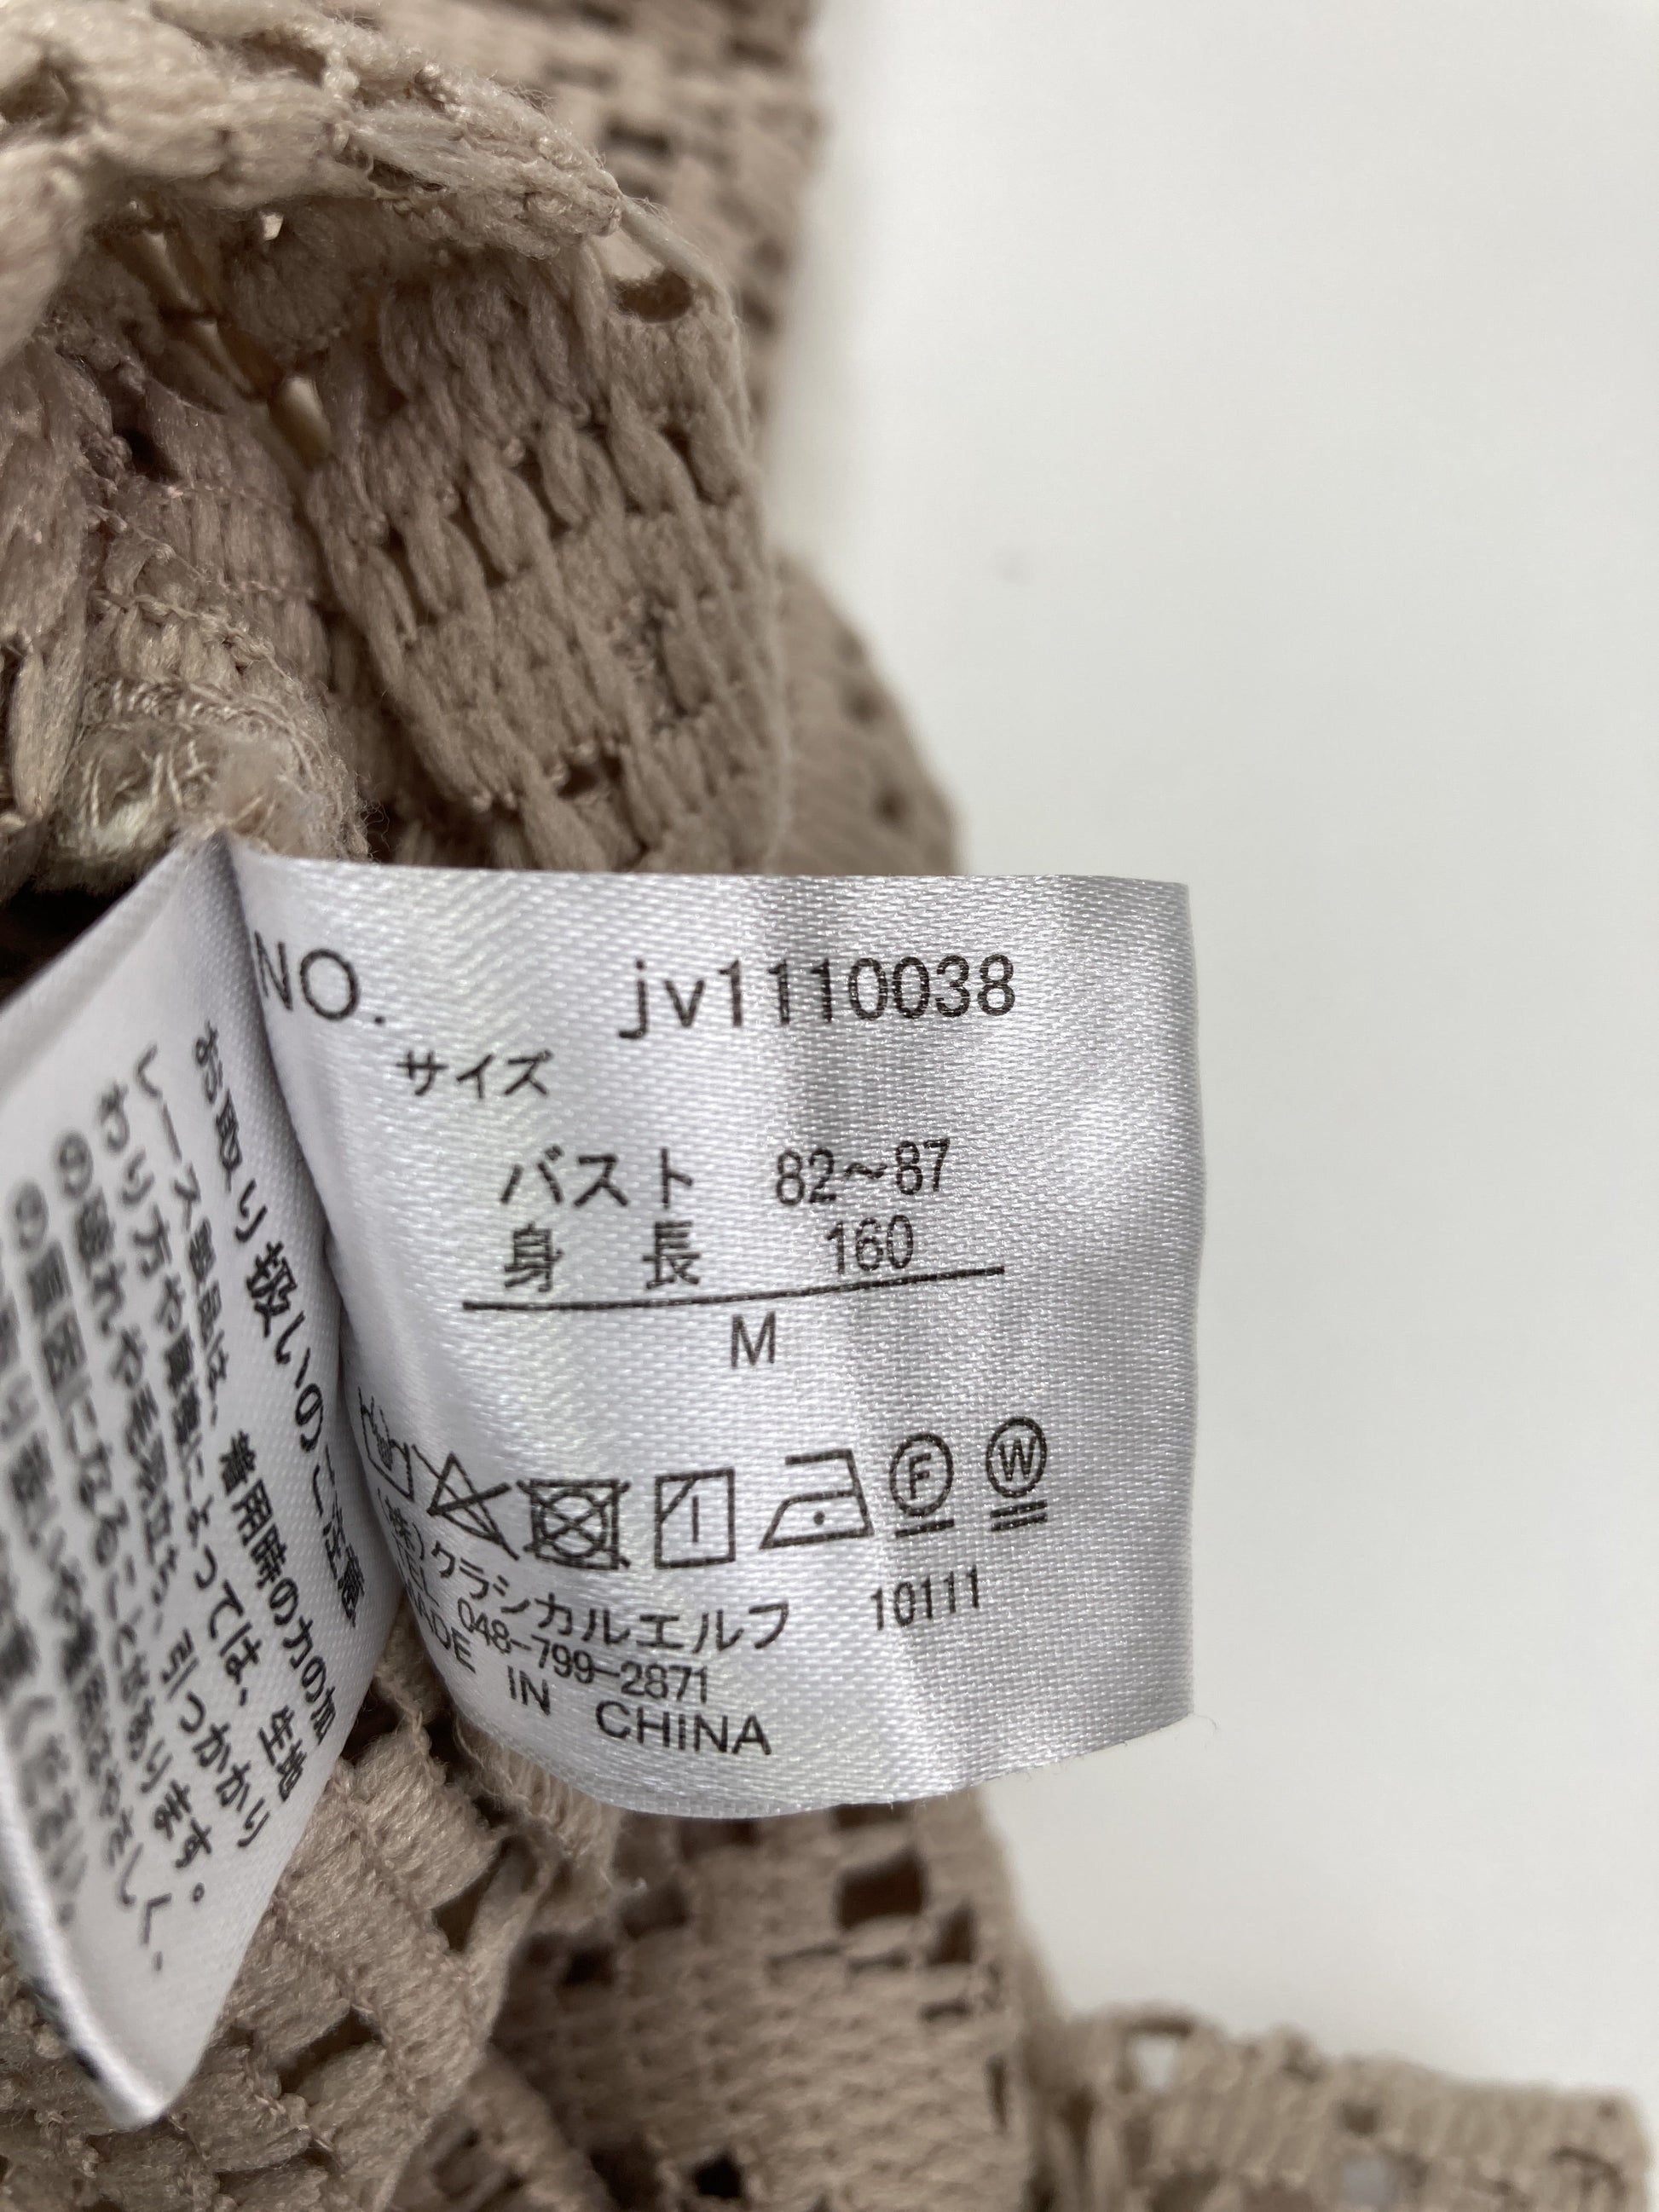 NO. jv1110038
サイズ
バスト 82~87
身 長 160
M
F W
(株)クラシカルエルフ 10111
TEL 048-799-2871
MADE IN CHINA
お取り扱いのご注意
レース製品は、着用時の力の加
わり方や環境によっては、生地
の破れや毛羽立ち、引っかかり
の原因になることがあります。